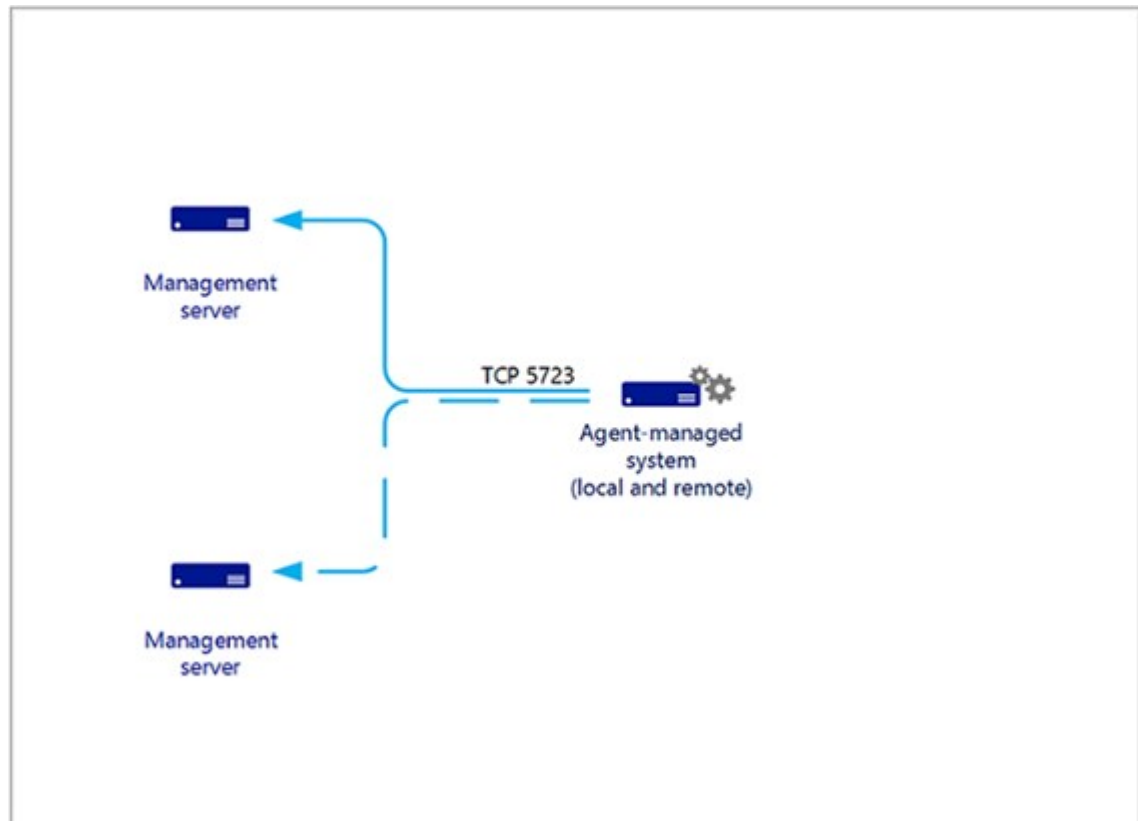 Management
server
TCP 5723
Agent-managed
system
(local and remote)
Management
server